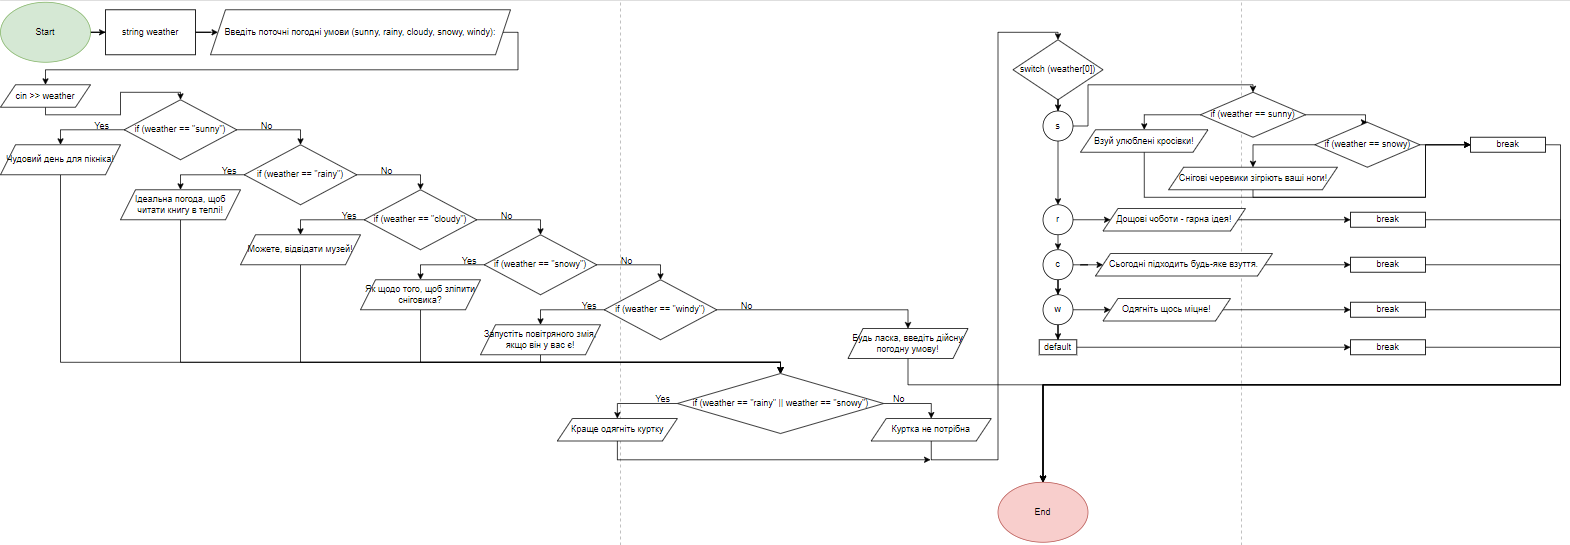 Start
string weather
Введіть поточні погодні умови (sunny, rainy, cloudy, snowy, windy):
cin >> weather
if (weather == "sunny")
Yes
No
Чудовий день для пікніка!
if (weather == "rainy")
Yes
No
Ідеальна погода, щоб
читати книгу в теплі!
if (weather == "cloudy")
Yes
No
Можете, відвідати музей!
if (weather == "snowy")
Yes
No
Як щодо того, щоб зліпити
сніговика?
if (weather == "windy")
Yes
No
Запустіть повітряного змія,
якщо він у вас є!
Будь ласка, введіть дійсну
погодну умову!
if (weather == "rainy" || weather == "snowy")
Yes
No
Краще одягніть куртку
Куртка не потрібна
switch (weather[0])
s
if (weather == sunny)
Взуй улюблені кросівки!
if (weather == snowy)
Снігові черевики зігріють ваші ноги!
break
r
Дощові чоботи - гарна ідея!
break
c
Сьогодні підходить будь-яке взуття.
break
w
Одягніть щось міцне!
break
default
break
End